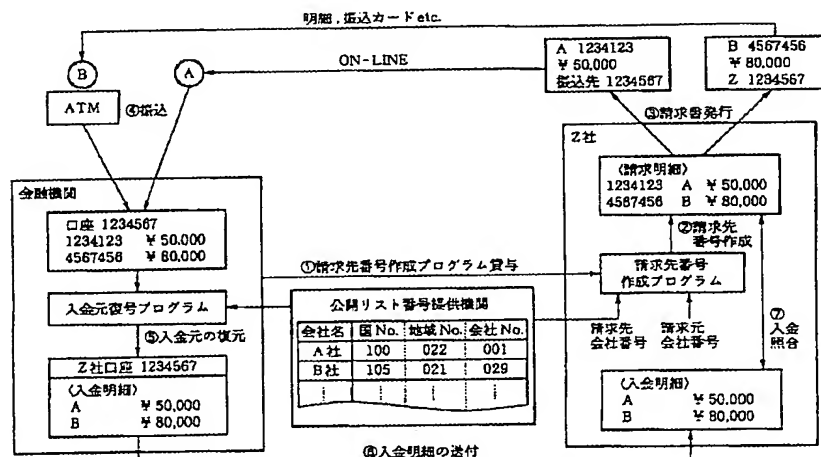 明細,振込カードetc.
B
A
ON-LINE
A 1234123
¥ 50,000
振込先 1234567
B 4567456
¥ 80,000
Z 1234567
ATM
④振込
③請求書発行
Z社
〈請求明細〉
1234123 A ¥ 50,000
4567456 B ¥ 80,000
金融機関
口座 1234567
1234123 ¥ 50,000
4567456 ¥ 80,000
②請求先
番号作成
①請求先番号作成プログラム貸与
請求先番号
作成プログラム
入金元復号プログラム
公開リスト番号提供機関
会社名 国No. 地域No. 会社No.
A社 100 022 001
B社 105 021 029
請求先
会社番号
請求元
会社番号
⑦
入金
照合
⑤入金元の復元
Z社口座 1234567
〈入金明細〉
A ¥ 50,000
B ¥ 80,000
〈入金明細〉
A ¥ 50,000
B ¥ 80,000
⑥入金明細の送付